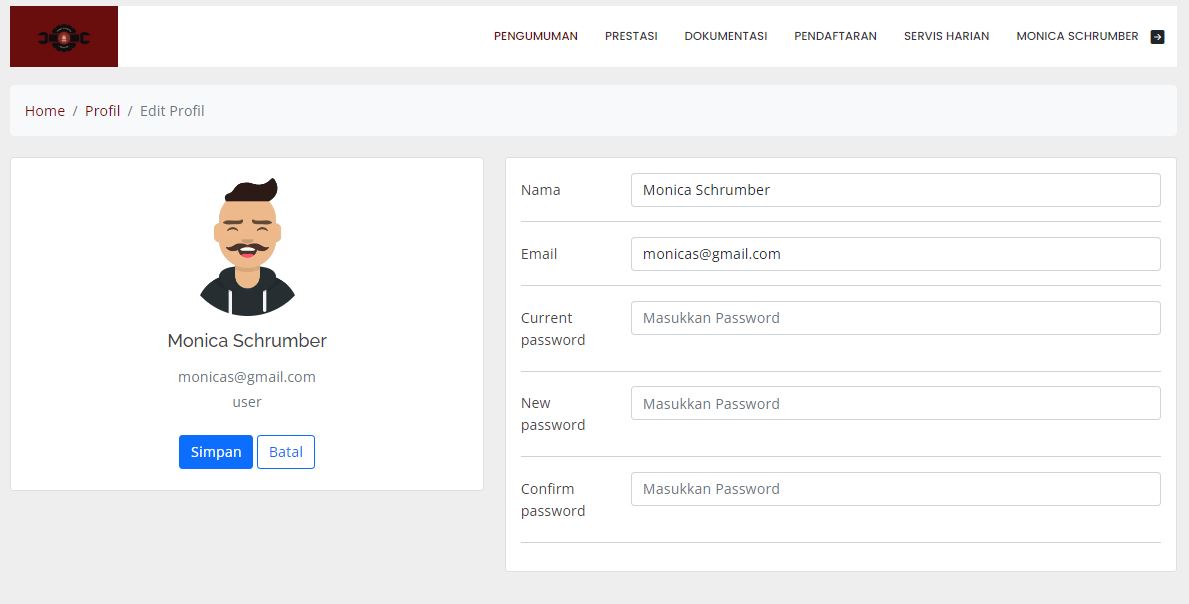 PENGUMUMAN PRESTASI DOKUMENTASI PENDAFTARAN SERVIS HARIAN MONICA SCHRUMBER
Home / Profil / Edit Profil
Monica Schrumber
monicas@gmail.com
user
Simpan Batal
Nama Monica Schrumber
Email monicas@gmail.com
Current Masukkan Password
password
New Masukkan Password
password
Confirm Masukkan Password
password